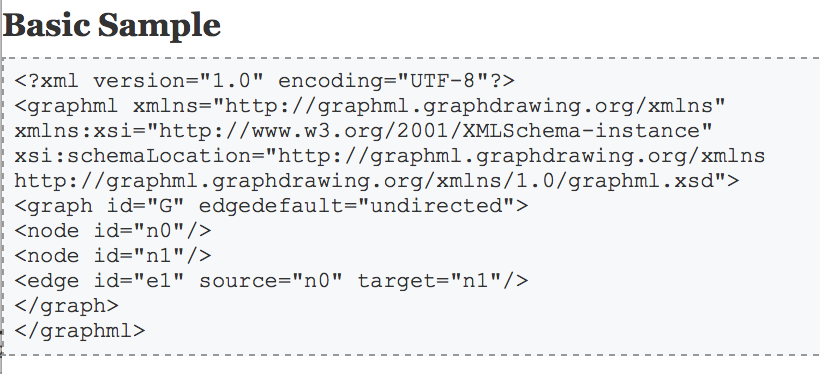 Basic Sample
<?xml version="1.0" encoding="UTF-8"?>
<graphml xmlns="http://graphml.graphdrawing.org/xmlns"
xmlns:xsi="http://www.w3.org/2001/XMLSchema-instance"
xsi:schemaLocation="http://graphml.graphdrawing.org/xmlns
http://graphml.graphdrawing.org/xmlns/1.0/graphml.xsd">
<graph id="G" edgedefault="undirected">
<node id="n0"/>
<node id="n1"/>
<edge id="e1" source="n0" target="n1"/>
</graph>
</graphml>